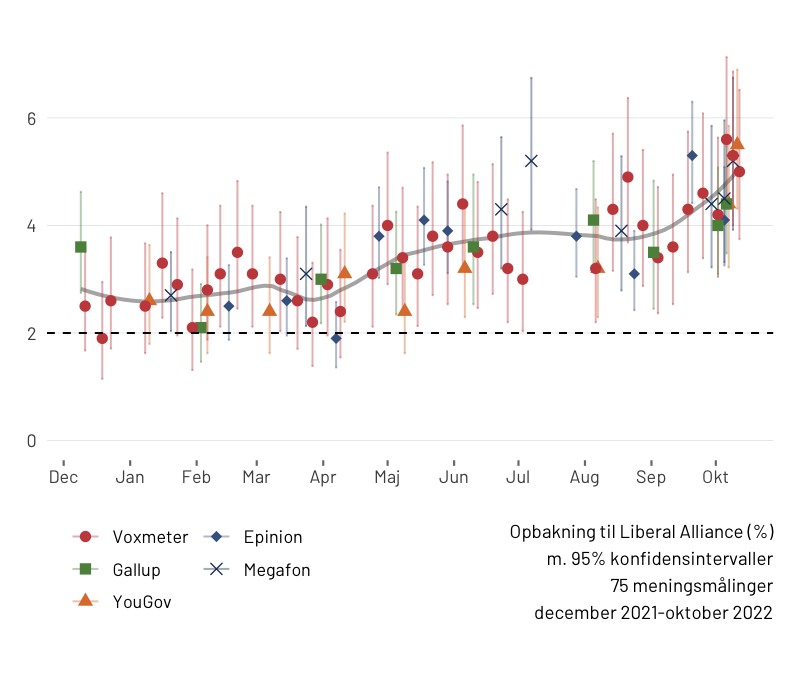 6
4
2
0
Dec Jan Feb Mar Apr Maj Jun Jul Aug Sep Okt
Voxmeter Epinion
Gallup Megafon
YouGov
Opbakning til Liberal Alliance (%)
m. 95% konfidensintervaller
75 meningsmålinger
december 2021-oktober 2022